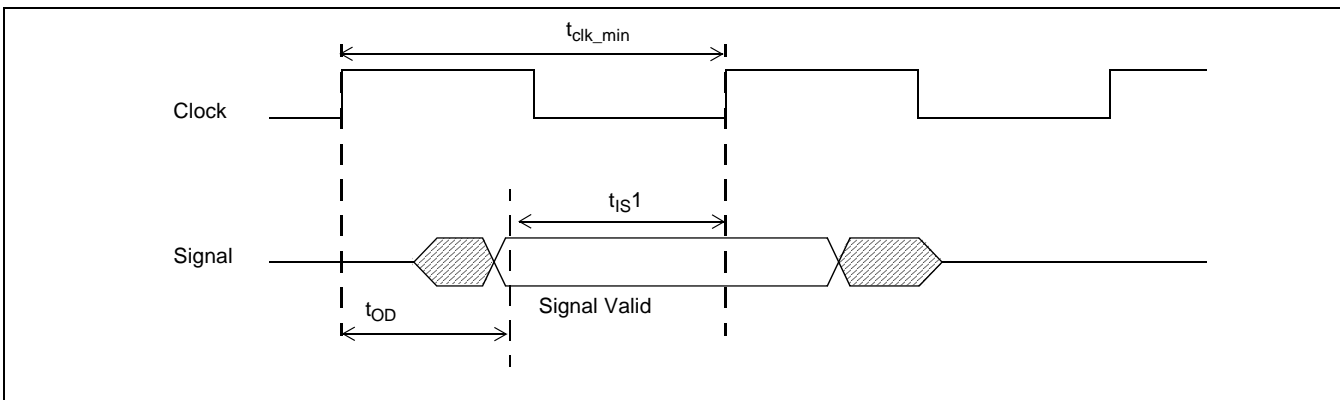 tclk_min
Clock
tIS1
Signal
tOD
Signal Valid